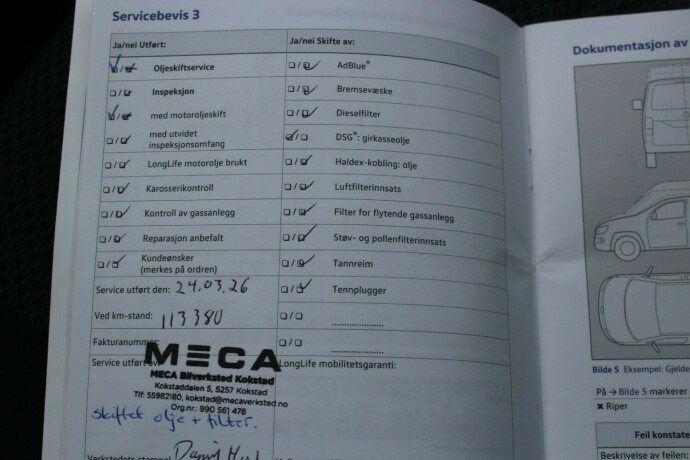 Servicebevis 3
Ja/nei Utført:
Oljeskiftservice
Inspeksjon
med motoroljeskift
med utvidet
inspeksjonsomfang
LongLife motorolje brukt
Karosserikontroll
Kontroll av gassanlegg
Reparasjon anbefalt
Kundeønsker
(merkes på ordren)
Service utført den: 24.03.26
Ved km-stand: 113380
Fakturanummer:
Service utført av
MECA
MECA Bilverksted Kokstad
Kokstaddalen 5, 5257 Kokstad
Tlf: 55982180, kokstad@mecaverksted.no
Org.nr.: 990 561 478
skiftet olje + filter.
Verkstedets stempel
Ja/nei Skifte av:
AdBlue®
Bremsevæske
Dieselfilter
DSG®: girkasseolje
Haldex-kobling: olje
Luftfilterinnsats
Filter for flytende gassanlegg
Støv- og pollenfilterinnsats
Tannreim
Tennplugger
LongLife mobilitetsgaranti:
Dokumentasjon av
Bilde 5 Eksempel: Gjelde
På → Bilde 5 markerer
✖ Riper
Feil konstate
Beskrivelse av feilen: